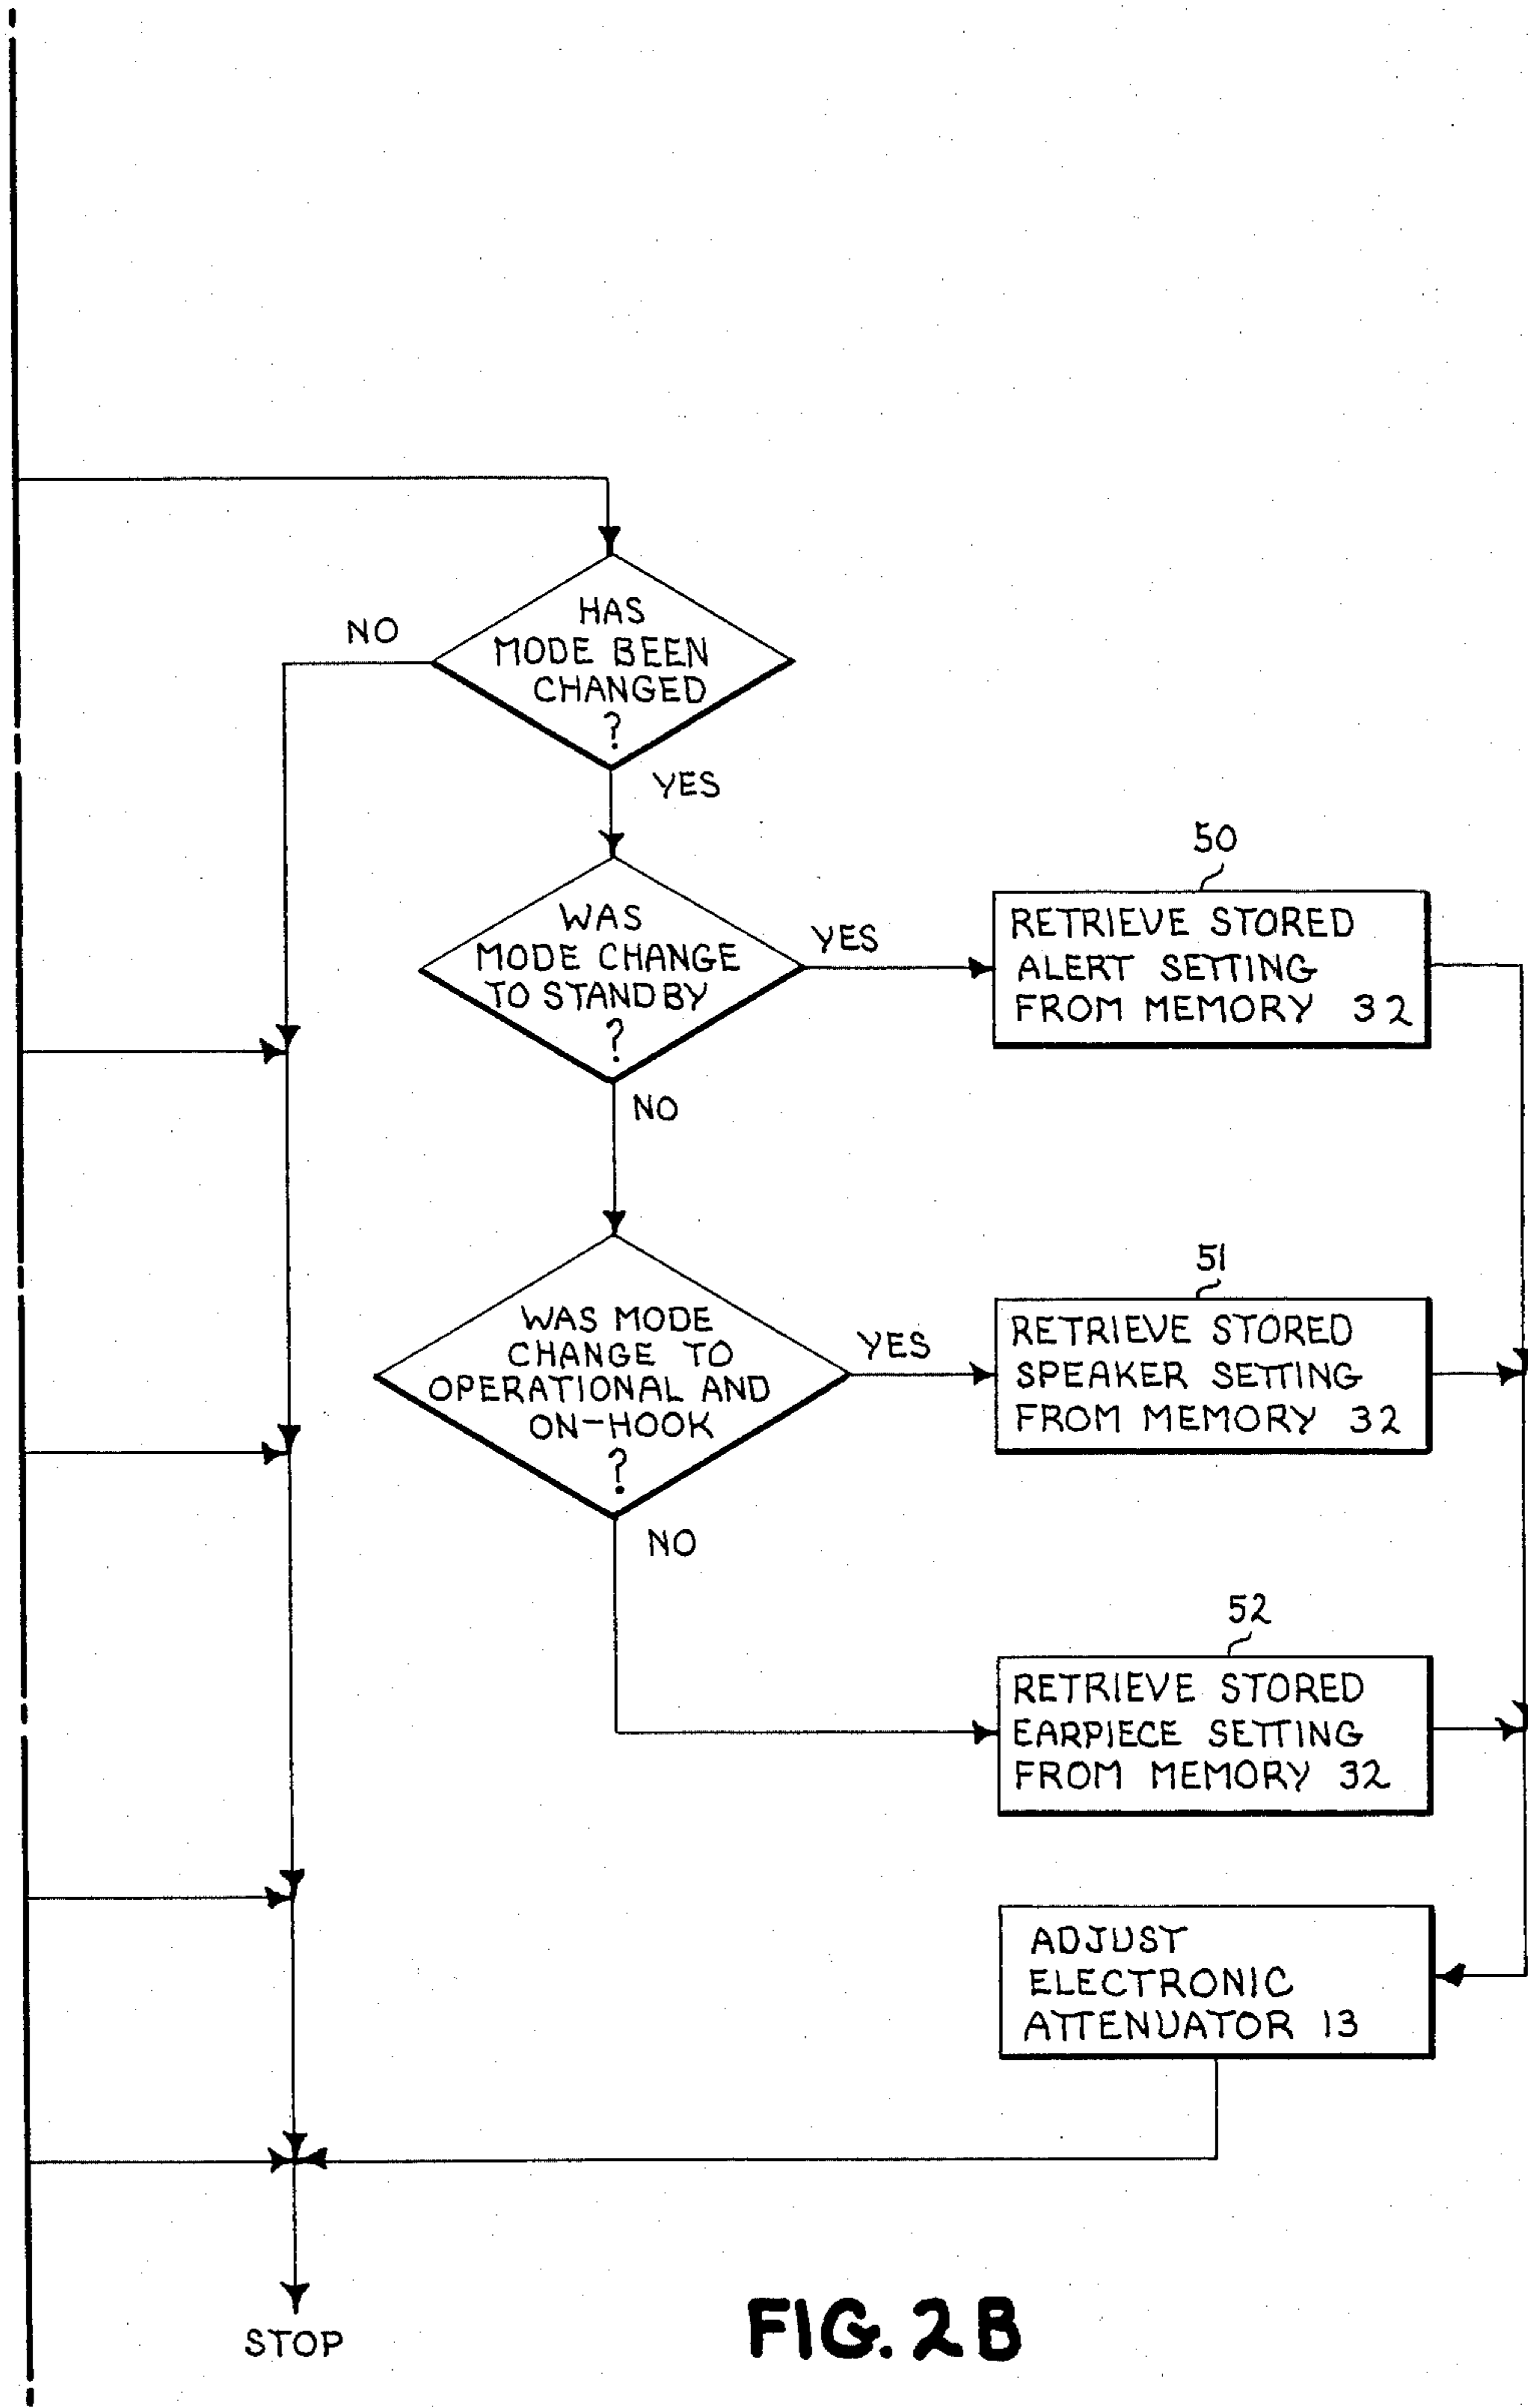 HAS
MODE BEEN
CHANGED
?
NO
YES
WAS
MODE CHANGE
TO STANDBY
?
YES
50
RETRIEVE STORED
ALERT SETTING
FROM MEMORY 32
NO
WAS MODE
CHANGE TO
OPERATIONAL AND
ON-HOOK
?
YES
51
RETRIEVE STORED
SPEAKER SETTING
FROM MEMORY 32
NO
52
RETRIEVE STORED
EARPIECE SETTING
FROM MEMORY 32
ADJUST
ELECTRONIC
ATTENUATOR 13
STOP
FIG. 2B